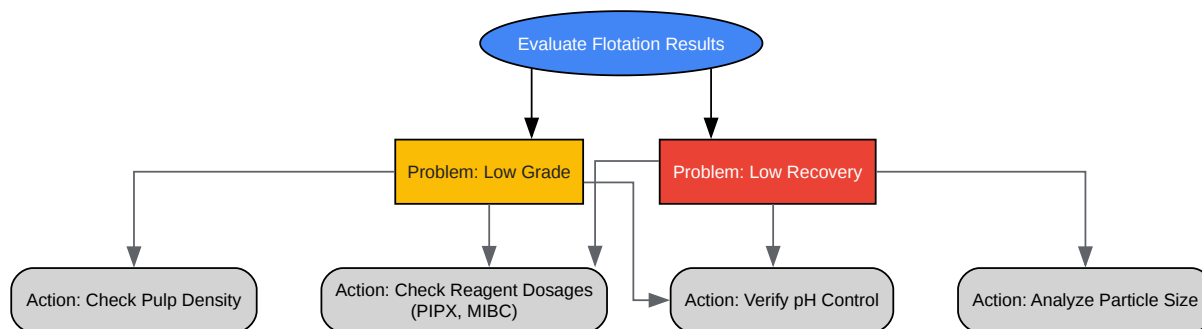 Evaluate Flotation Results
Problem: Low Grade
Problem: Low Recovery
Action: Check Pulp Density
Action: Check Reagent Dosages
(PIPX, MIBC)
Action: Verify pH Control
Action: Analyze Particle Size